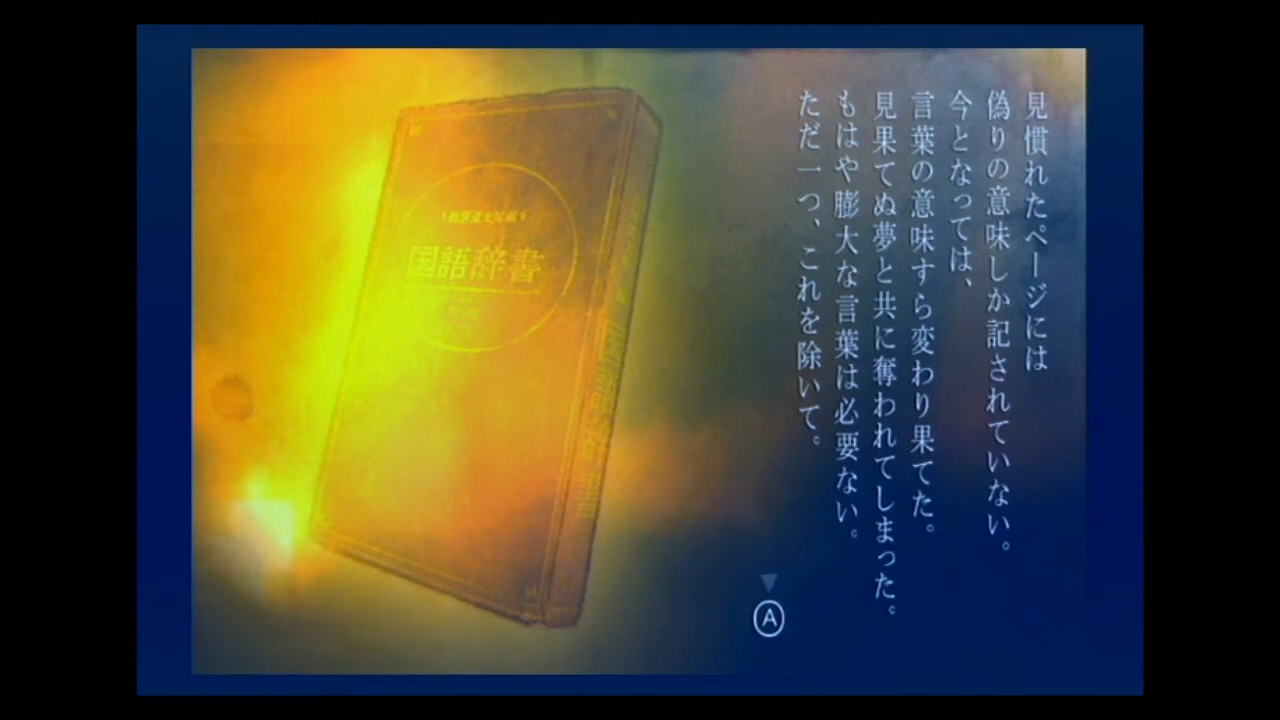 見慣れたページには
偽りの意味しか記されていない。
今となっては、
言葉の意味すら変わり果てた。
見果てぬ夢と共に奪われてしまった。
もはや膨大な言葉は必要ない。
ただ一つ、これを除いて。
国語辞書
A